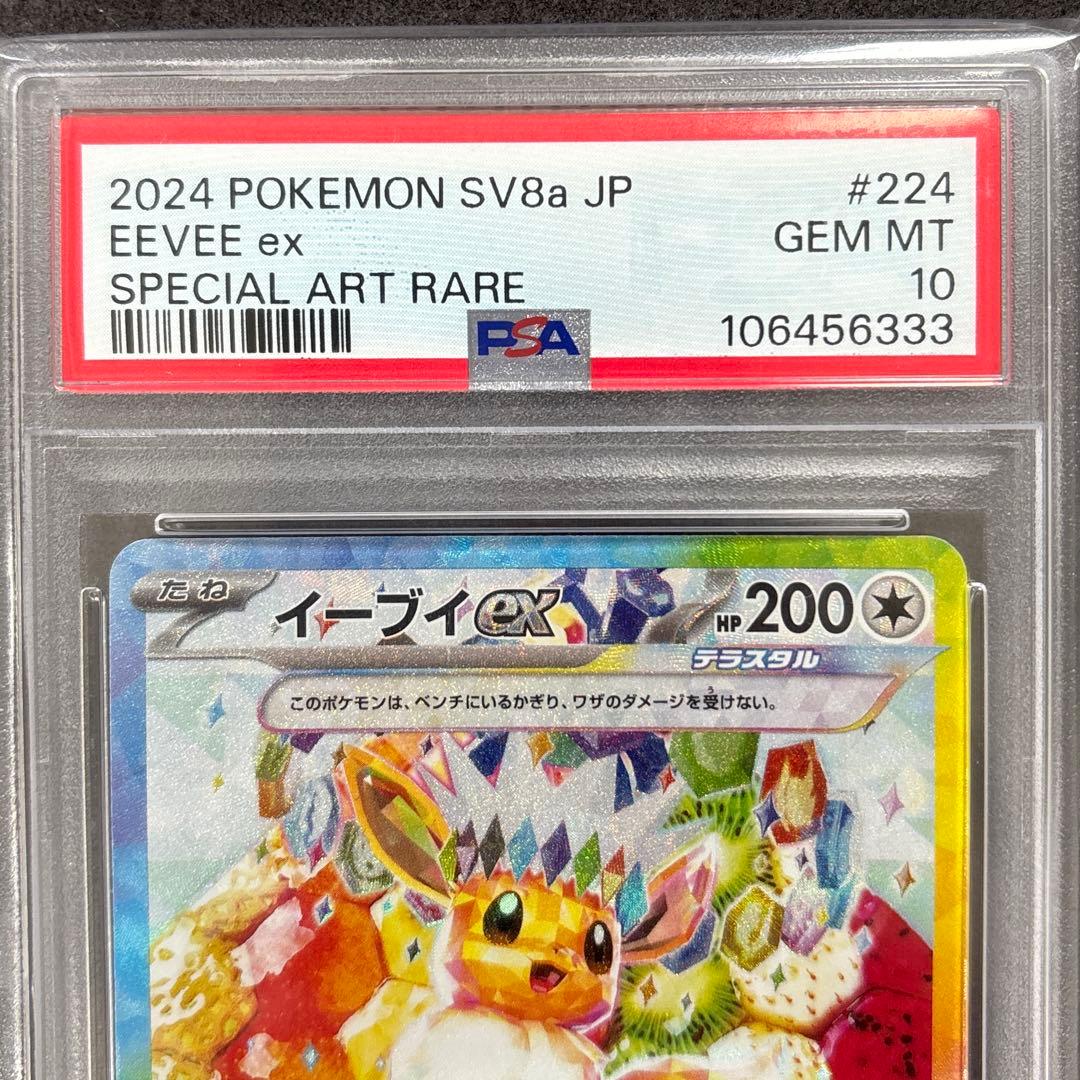 2024 POKEMON SV8a JP #224
EEVEE ex GEM MT
SPECIAL ART RARE 10
PSA 106456333
たね イーブイex HP 200
テラスタル
このポケモンは、ベンチにいるかぎり、ワザのダメージを受けない。